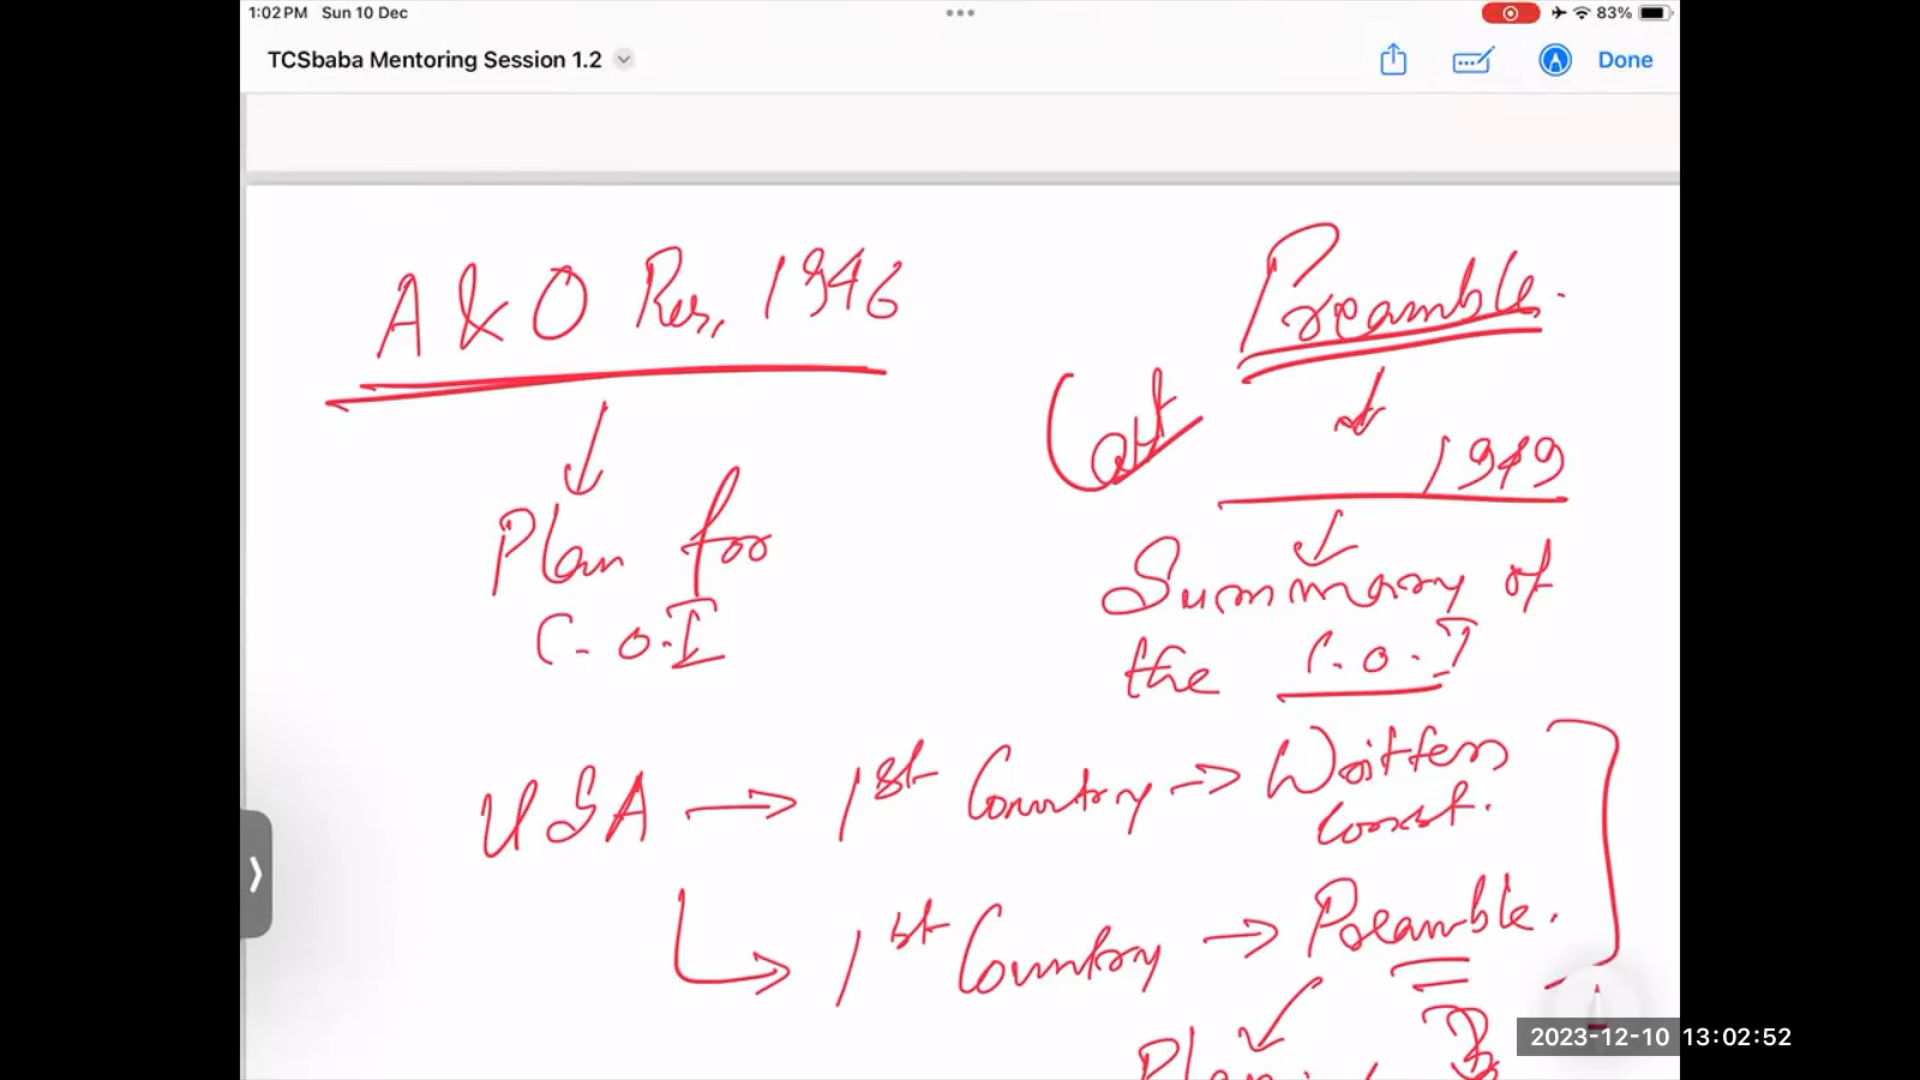 1:02 PM Sun 10 Dec
83%
TCSbaba Mentoring Session 1.2
Done
A & O Res, 1946
Preamble.
1949
Plan for
C.O.I
Summary of
the C.O.I
USA → 1st Country → Written
const.
1st Country → Preamble.
2023-12-10 13:02:52